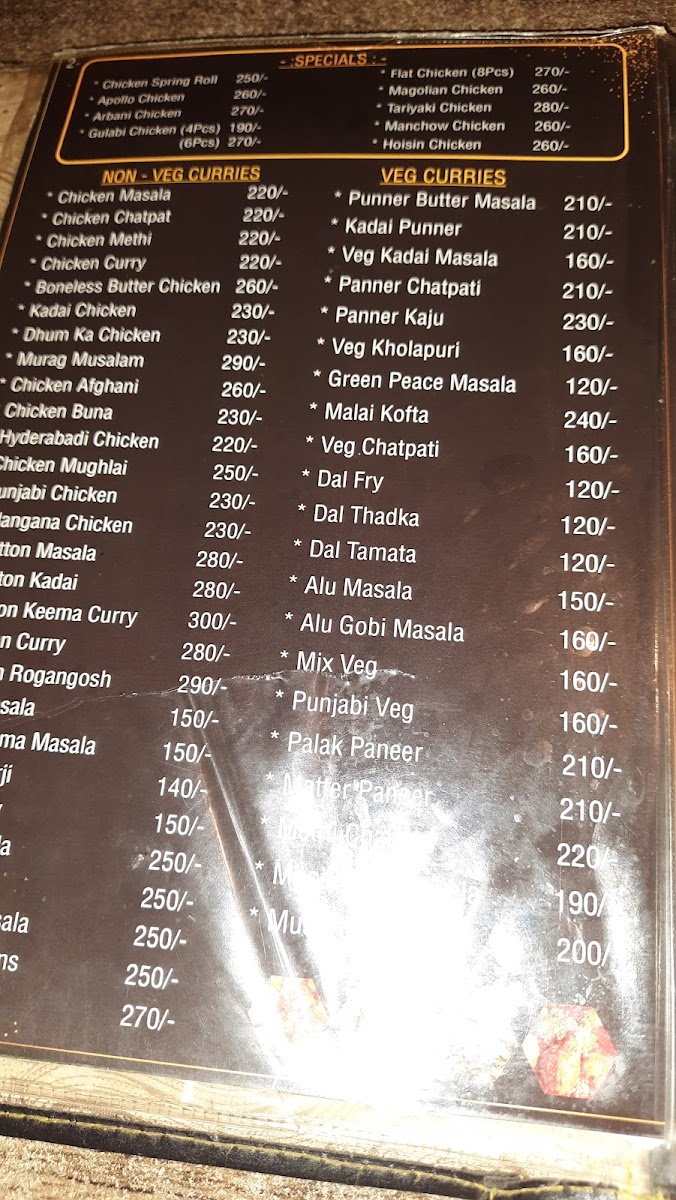 2
- :SPECIALS : -
* Chicken Spring Roll 250/-
* Apollo Chicken 260/-
* Arbani Chicken 270/-
* Gulabi Chicken (4Pcs) 190/-
(6Pcs) 270/-
* Flat Chicken (8Pcs) 270/-
* Magolian Chicken 260/-
* Tariyaki Chicken 280/-
* Manchow Chicken 260/-
* Hoisin Chicken 260/-
NON - VEG CURRIES
* Chicken Masala 220/-
* Chicken Chatpat 220/-
* Chicken Methi 220/-
* Chicken Curry 220/-
* Boneless Butter Chicken 260/-
* Kadai Chicken 230/-
* Dhum Ka Chicken 230/-
* Murag Musalam 290/-
* Chicken Afghani 260/-
Chicken Buna 230/-
Hyderabadi Chicken 220/-
Chicken Mughlai 250/-
unjabi Chicken 230/-
langana Chicken 230/-
tton Masala 280/-
ton Kadai 280/-
on Keema Curry 300/-
n Curry 280/-
Rogangosh 290/-
sala 150/-
ma Masala 150/-
rji 140/-
150/-
la 250/-
250/-
sala 250/-
ns 250/-
270/-
VEG CURRIES
* Punner Butter Masala 210/-
* Kadai Punner 210/-
* Veg Kadai Masala 160/-
* Panner Chatpati 210/-
* Panner Kaju 230/-
* Veg Kholapuri 160/-
* Green Peace Masala 120/-
* Malai Kofta 240/-
* Veg Chatpati 160/-
* Dal Fry 120/-
* Dal Thadka 120/-
* Dal Tamata 120/-
* Alu Masala 150/-
* Alu Gobi Masala 160/-
* Mix Veg 160/-
* Punjabi Veg 160/-
* Palak Paneer 210/-
* Matter Paneer 210/-
* 220/-
* 190/
* 200/